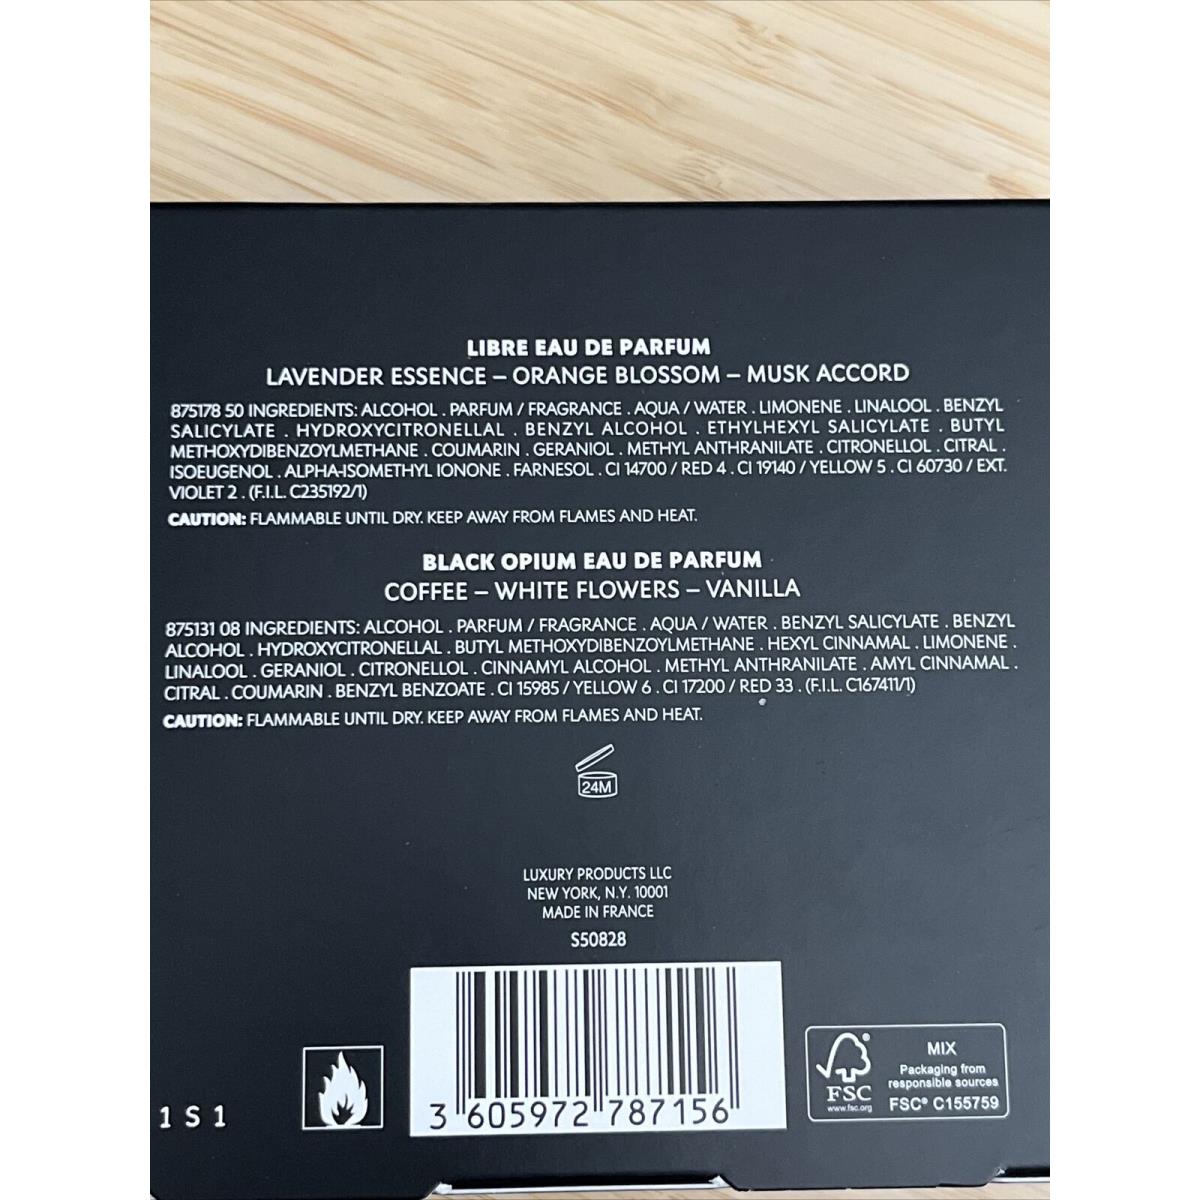 LIBRE EAU DE PARFUM
LAVENDER ESSENCE – ORANGE BLOSSOM – MUSK ACCORD
875178 50 INGREDIENTS: ALCOHOL . PARFUM / FRAGRANCE . AQUA / WATER . LIMONENE . LINALOOL . BENZYL
SALICYLATE . HYDROXYCITRONELLAL . BENZYL ALCOHOL . ETHYLHEXYL SALICYLATE . BUTYL
METHOXYDIBENZOYLMETHANE . COUMARIN . GERANIOL . METHYL ANTHRANILATE . CITRONELLOL . CITRAL .
ISOEUGENOL . ALPHA-ISOMETHYL IONONE . FARNESOL . CI 14700 / RED 4 . CI 19140 / YELLOW 5 . CI 60730 / EXT.
VIOLET 2 . (F.I.L. C235192/1)
CAUTION: FLAMMABLE UNTIL DRY. KEEP AWAY FROM FLAMES AND HEAT.
BLACK OPIUM EAU DE PARFUM
COFFEE – WHITE FLOWERS – VANILLA
875131 08 INGREDIENTS: ALCOHOL . PARFUM / FRAGRANCE . AQUA / WATER . BENZYL SALICYLATE . BENZYL
ALCOHOL . HYDROXYCITRONELLAL . BUTYL METHOXYDIBENZOYLMETHANE . HEXYL CINNAMAL . LIMONENE .
LINALOOL . GERANIOL . CITRONELLOL . CINNAMYL ALCOHOL . METHYL ANTHRANILATE . AMYL CINNAMAL .
CITRAL . COUMARIN . BENZYL BENZOATE . CI 15985 / YELLOW 6 . CI 17200 / RED 33 . (F.I.L. C167411/1)
CAUTION: FLAMMABLE UNTIL DRY. KEEP AWAY FROM FLAMES AND HEAT.
24M
LUXURY PRODUCTS LLC
NEW YORK, N.Y. 10001
MADE IN FRANCE
S50828
1 S 1
3 605972 787156
FSC
www.fsc.org
MIX
Packaging from
responsible sources
FSC® C155759